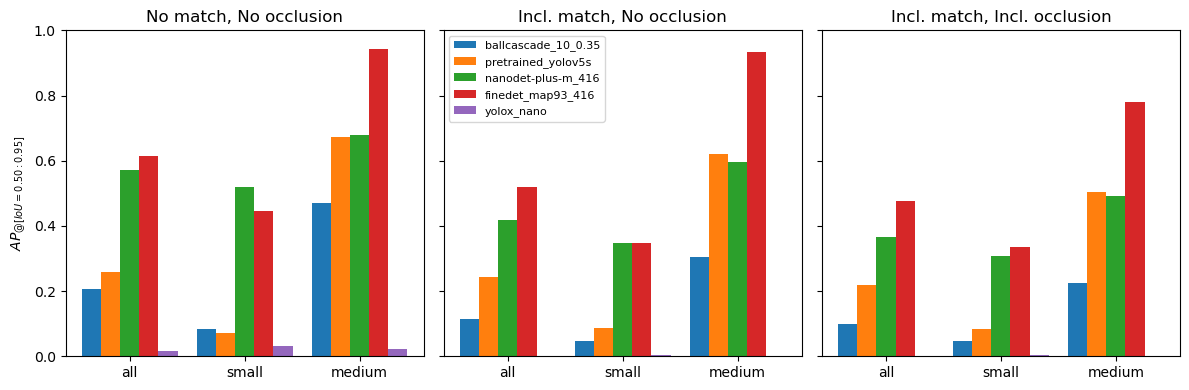 No match, No occlusion
Incl. match, No occlusion
Incl. match, Incl. occlusion
AP@[IoU=0.50:0.95]
1.0
0.8
0.6
0.4
0.2
0.0
ballcascade_10_0.35
pretrained_yolov5s
nanodet-plus-m_416
finedet_map93_416
yolox_nano
all small medium
all small medium
all small medium